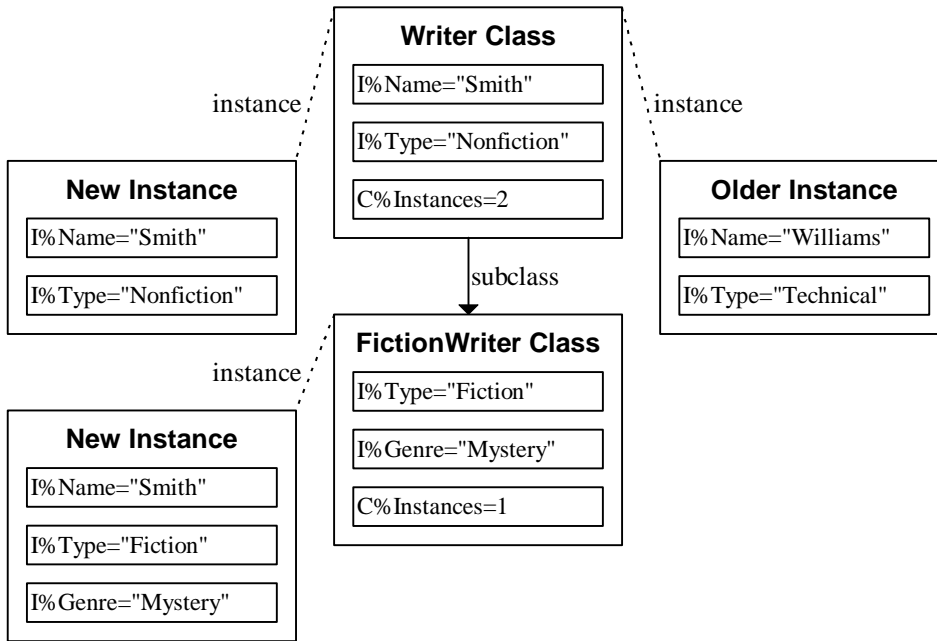 Writer Class
I%Name="Smith"
I%Type="Nonfiction"
C%Instances=2
instance
instance
New Instance
I%Name="Smith"
I%Type="Nonfiction"
Older Instance
I%Name="Williams"
I%Type="Technical"
subclass
FictionWriter Class
I%Type="Fiction"
I%Genre="Mystery"
C%Instances=1
instance
New Instance
I%Name="Smith"
I%Type="Fiction"
I%Genre="Mystery"